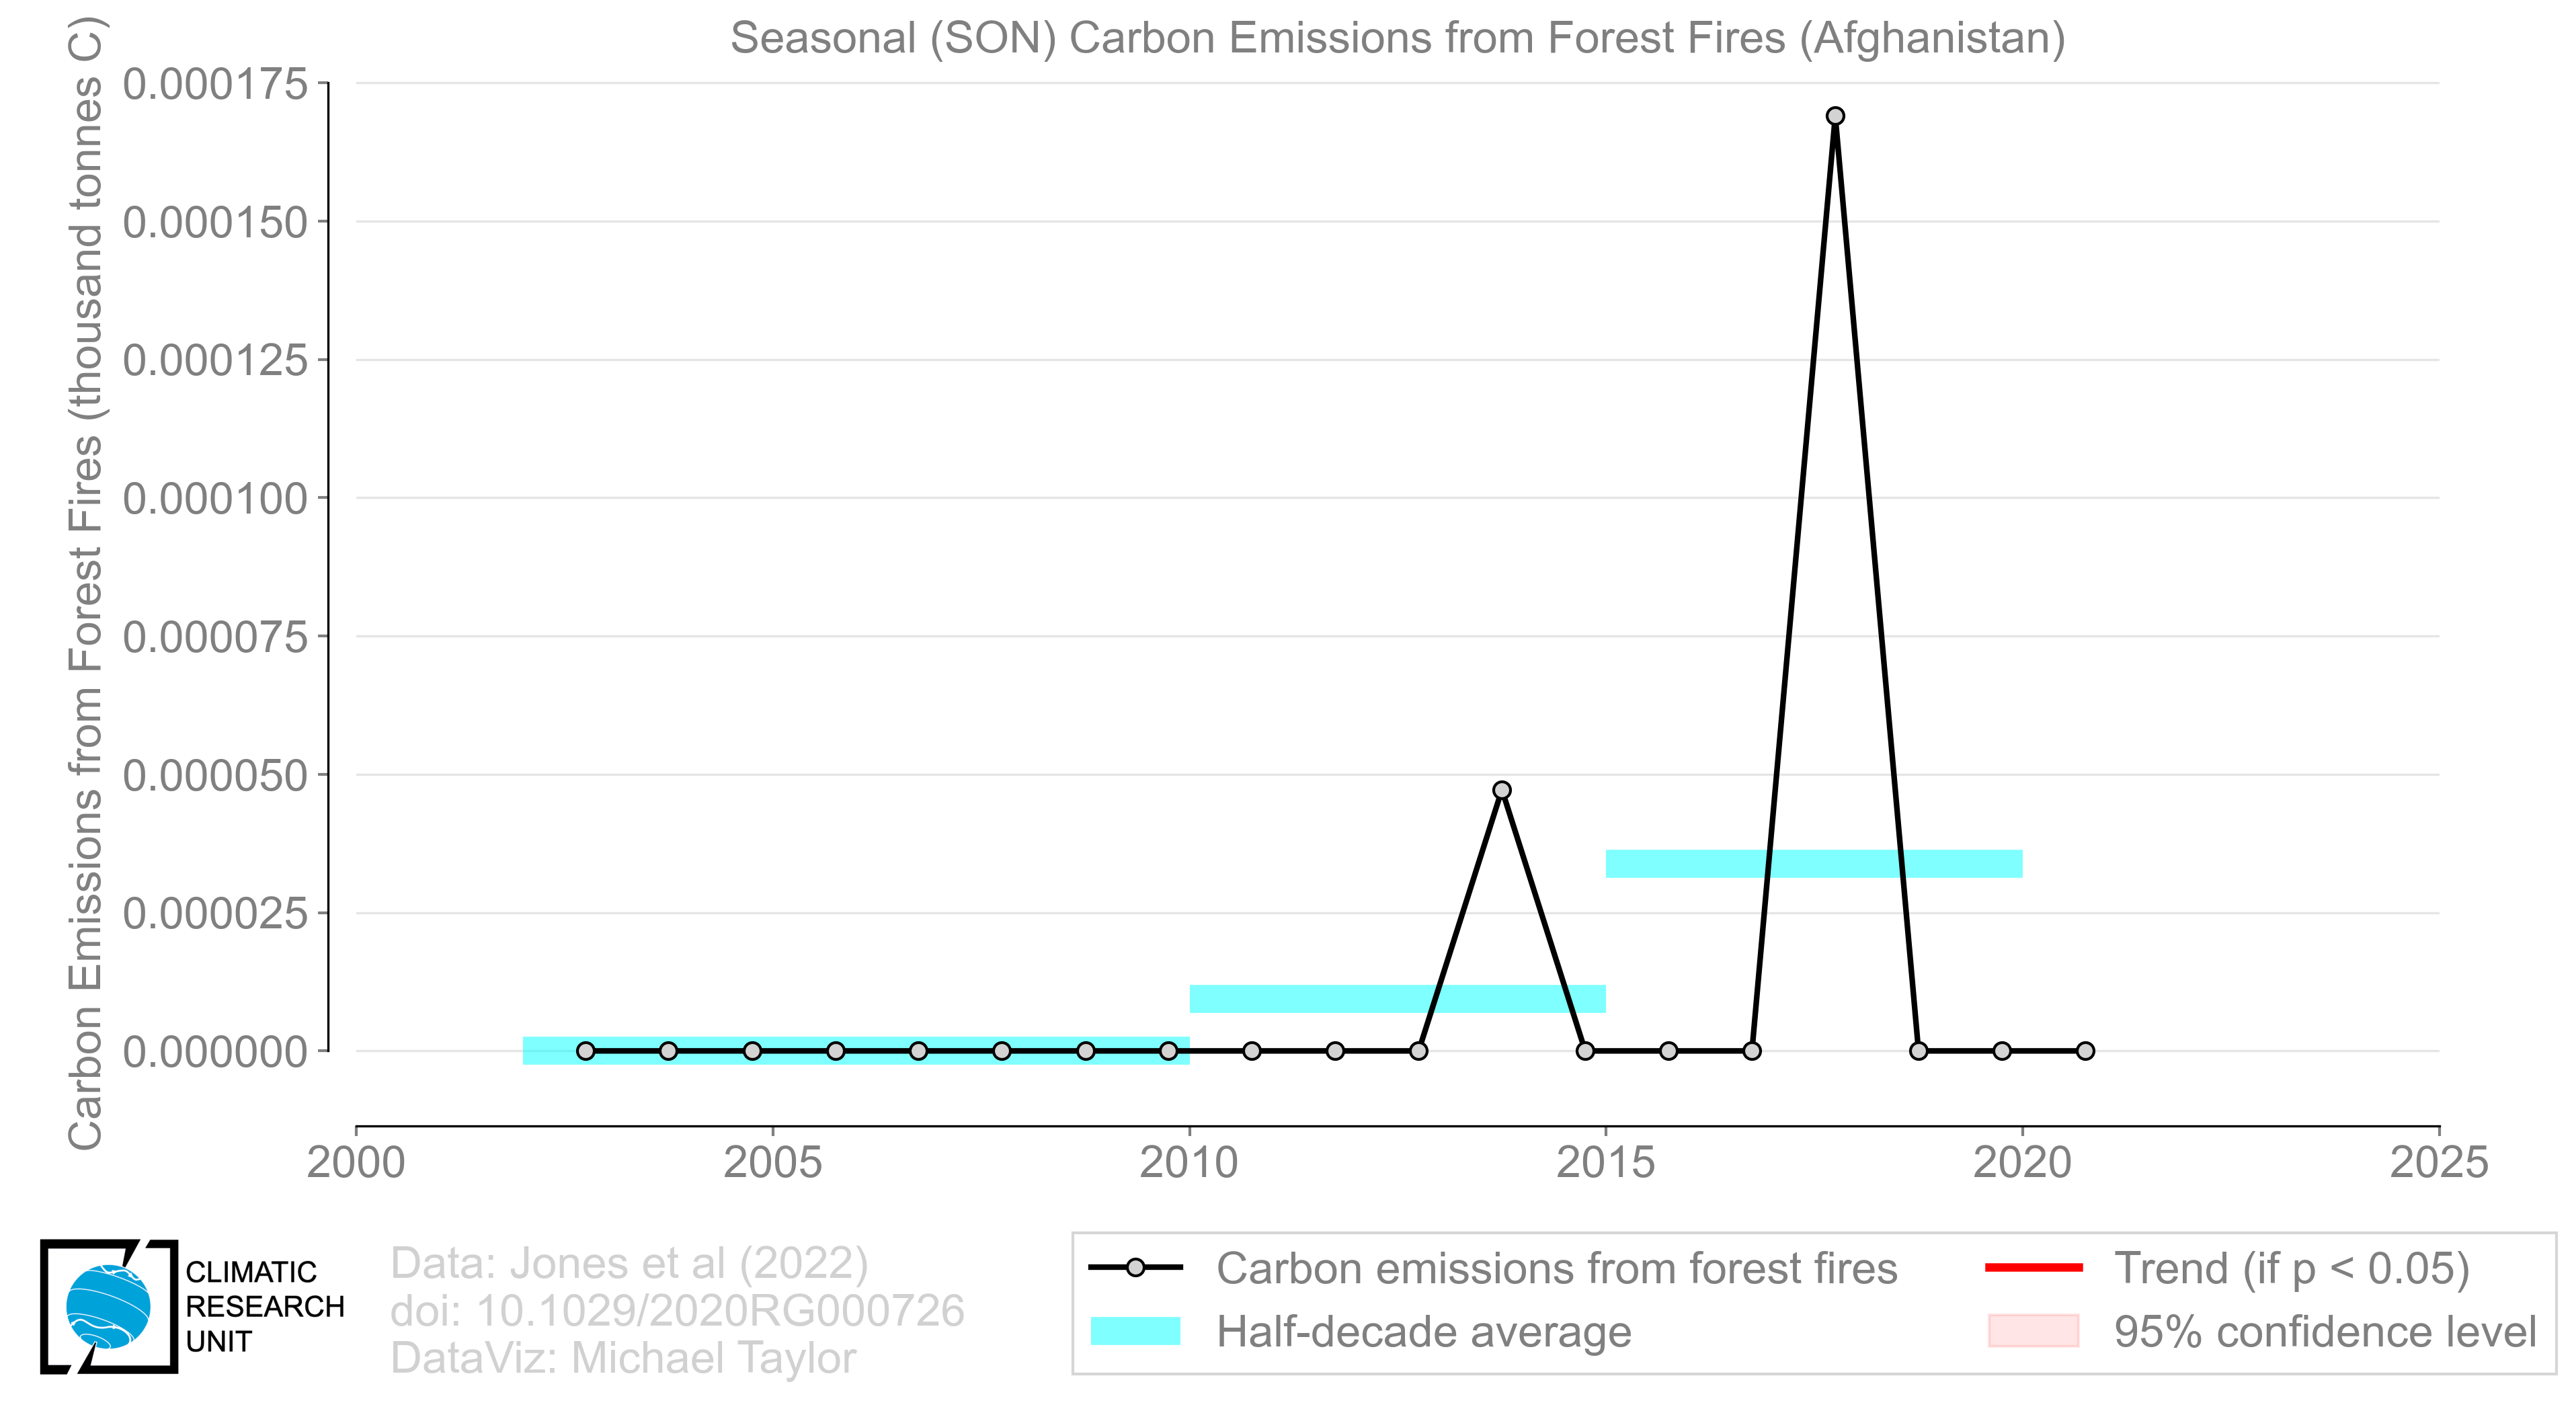 Seasonal (SON) Carbon Emissions from Forest Fires (Afghanistan)
Carbon Emissions from Forest Fires (thousand tonnes C)
0.000175
0.000150
0.000125
0.000100
0.000075
0.000050
0.000025
0.000000
2000 2005 2010 2015 2020 2025
CLIMATIC
RESEARCH
UNIT
Data: Jones et al (2022)
doi: 10.1029/2020RG000726
DataViz: Michael Taylor
Carbon emissions from forest fires
Half-decade average
Trend (if p < 0.05)
95% confidence level